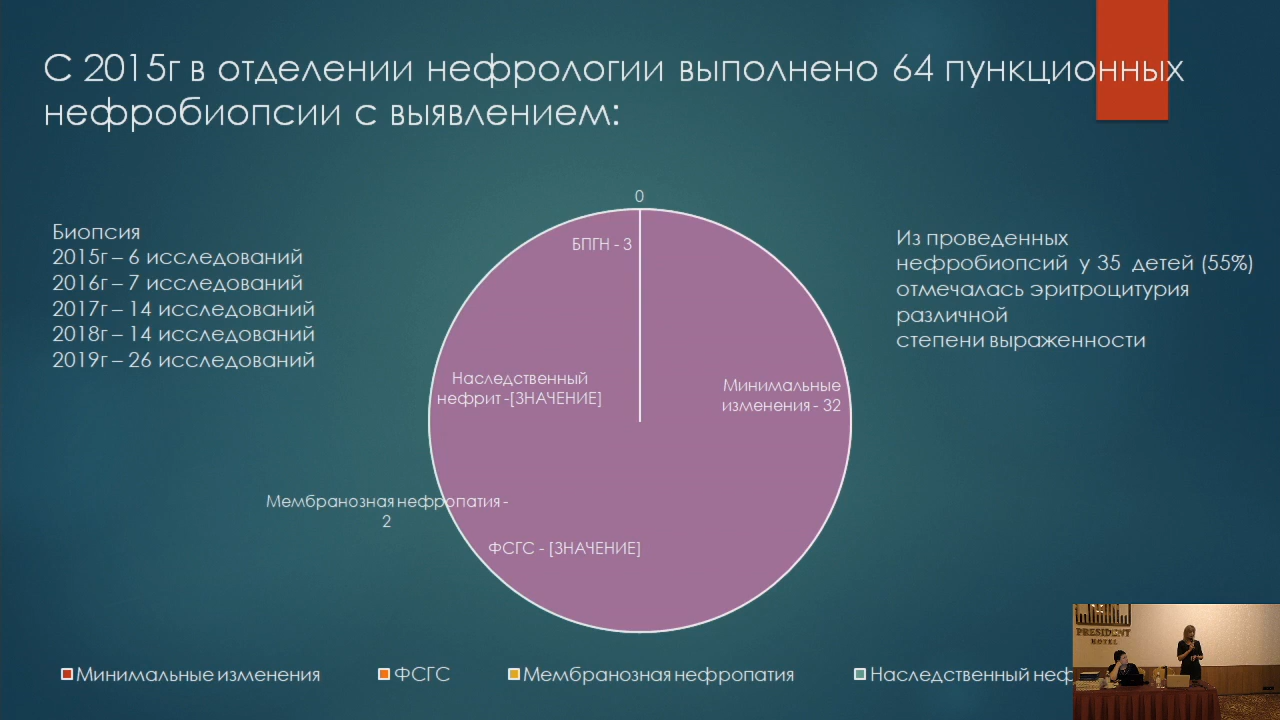 С 2015г в отделении нефрологии выполнено 64 пункционных
нефробиопсии с выявлением:
Биопсия
2015г – 6 исследований
2016г – 7 исследований
2017г – 14 исследований
2018г – 14 исследований
2019г – 26 исследований
0
БПГН - 3
Наследственный
нефрит -[ЗНАЧЕНИЕ]
Минимальные
изменения - 32
Мембранозная нефропатия -
2
ФСГС - [ЗНАЧЕНИЕ]
Из проведенных
нефробиопсий у 35 детей (55%)
отмечалась эритроцитурия
различной
степени выраженности
Минимальные изменения
ФСГС
Мембранозная нефропатия
Наследственный неф
PRESIDENT
HOTEL